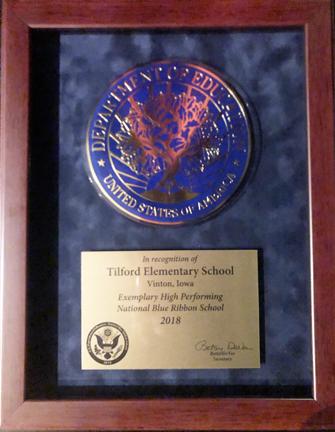 DEPARTMENT OF EDUCATION
UNITED STATES OF AMERICA
In recognition of
Tilford Elementary School
Vinton, Iowa
Exemplary High Performing
National Blue Ribbon School
2018
Secretary